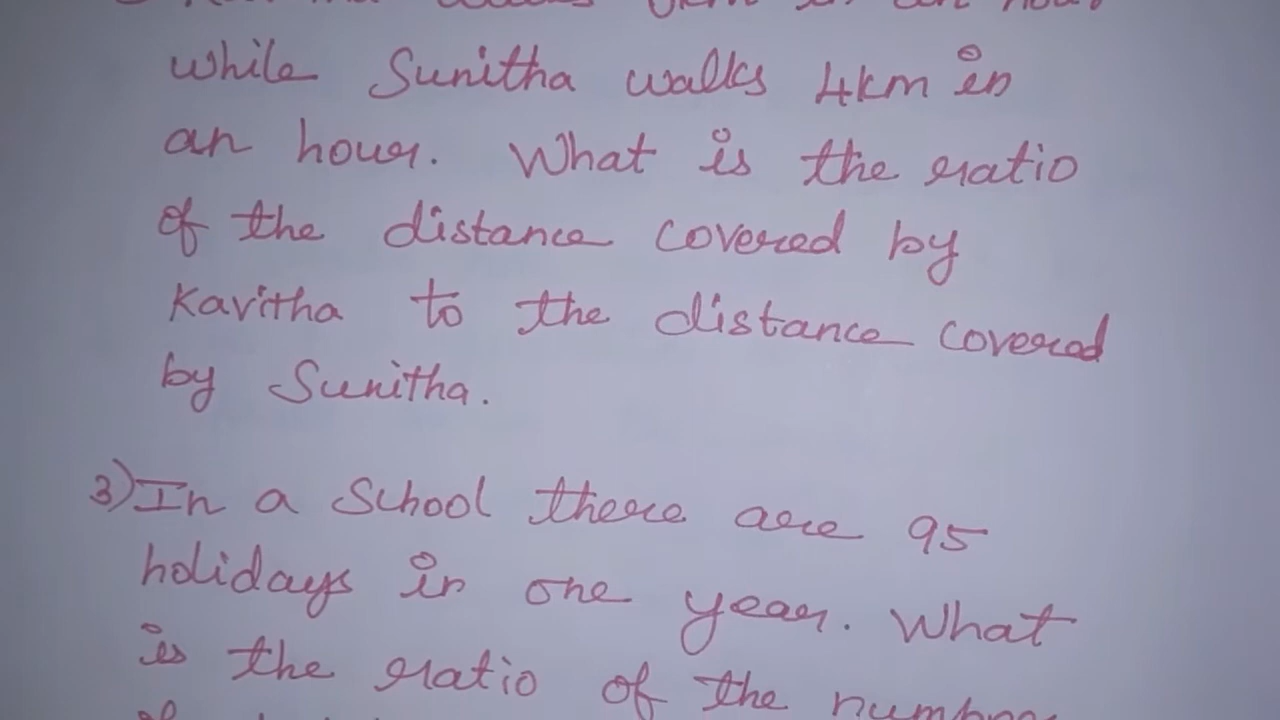 while Sunitha walks 4km in
an hour. What is the ratio
of the distance covered by
Kavitha to the distance covered
by Sunitha.
3) In a School there are 95
holidays in one year. What
is the ratio of the number